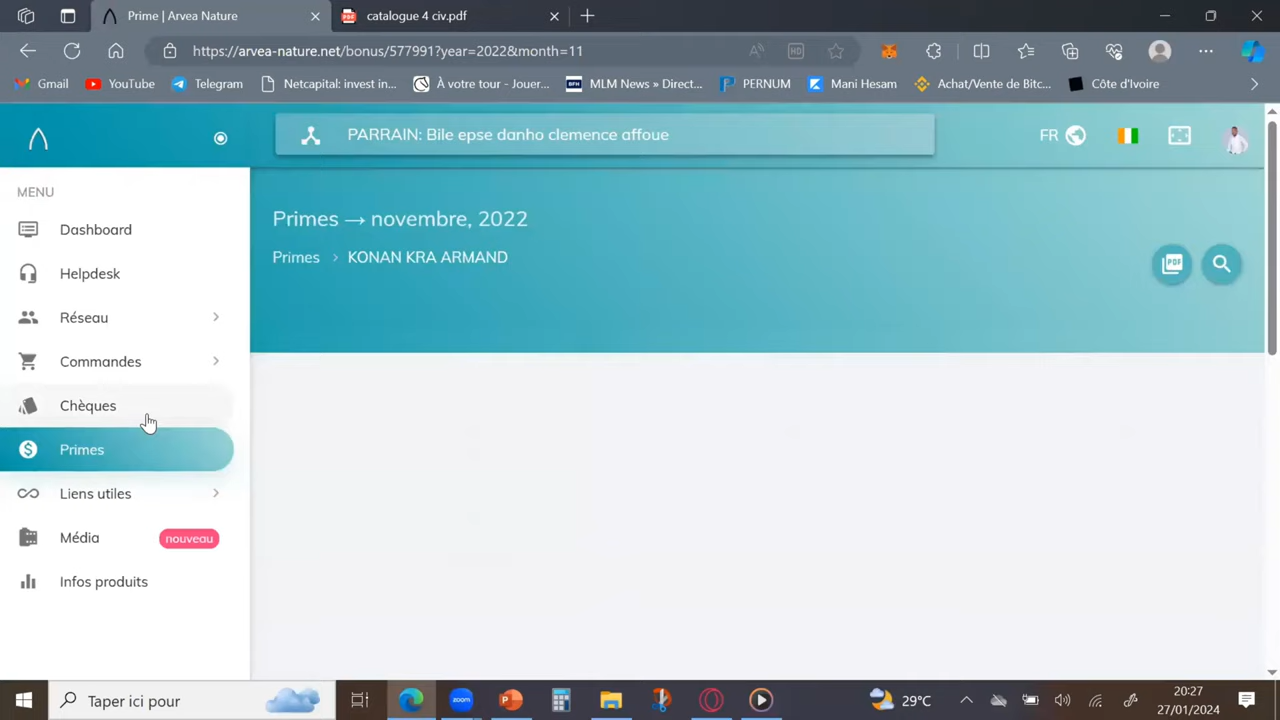 Prime | Arvea Nature
catalogue 4 civ.pdf
https://arvea-nature.net/bonus/577991?year=2022&month=11
Gmail
YouTube
Telegram
Netcapital: invest in...
À votre tour - Jouer...
MLM News » Direct...
PERNUM
Mani Hesam
Achat/Vente de Bitc...
Côte d'Ivoire
PARRAIN: Bile epse danho clemence affoue
FR
MENU
Dashboard
Helpdesk
Réseau
Commandes
Chèques
Primes
Liens utiles
Média
nouveau
Infos produits
Primes → novembre, 2022
Primes > KONAN KRA ARMAND
PDF
Taper ici pour
zoom
29°C
20:27
27/01/2024